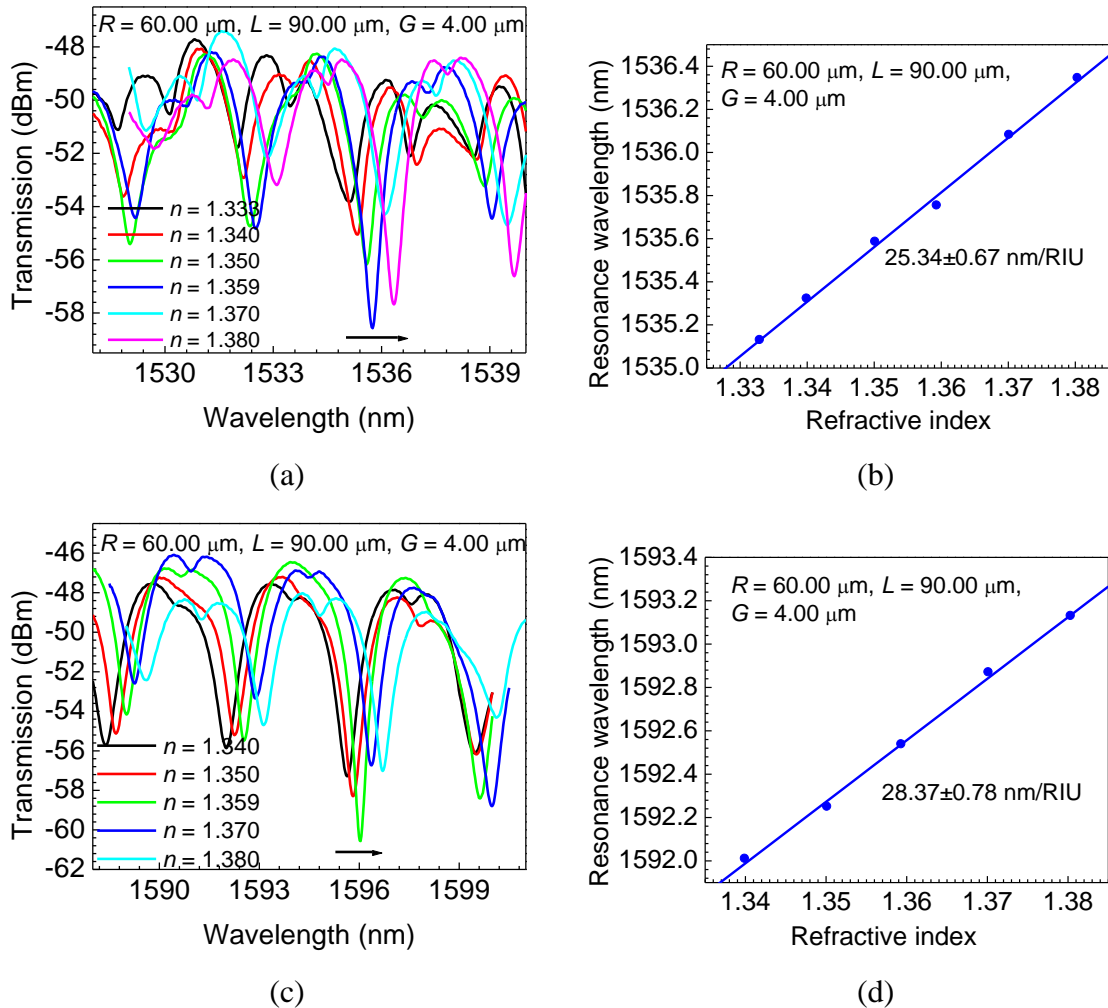 R = 60.00 μm, L = 90.00 μm, G = 4.00 μm
-48
-50
-52
-54
-56
-58
Transmission (dBm)
n = 1.333
n = 1.340
n = 1.350
n = 1.359
n = 1.370
n = 1.380
1530 1533 1536 1539
Wavelength (nm)
(a)
R = 60.00 μm, L = 90.00 μm,
G = 4.00 μm
1536.4
1536.2
1536.0
1535.8
1535.6
1535.4
1535.2
1535.0
Resonance wavelength (nm)
25.34±0.67 nm/RIU
1.33 1.34 1.35 1.36 1.37 1.38
Refractive index
(b)
R = 60.00 μm, L = 90.00 μm, G = 4.00 μm
-46
-48
-50
-52
-54
-56
-58
-60
-62
Transmission (dBm)
n = 1.340
n = 1.350
n = 1.359
n = 1.370
n = 1.380
1590 1593 1596 1599
Wavelength (nm)
(c)
R = 60.00 μm, L = 90.00 μm,
G = 4.00 μm
1593.4
1593.2
1593.0
1592.8
1592.6
1592.4
1592.2
1592.0
Resonance wavelength (nm)
28.37±0.78 nm/RIU
1.34 1.35 1.36 1.37 1.38
Refractive index
(d)